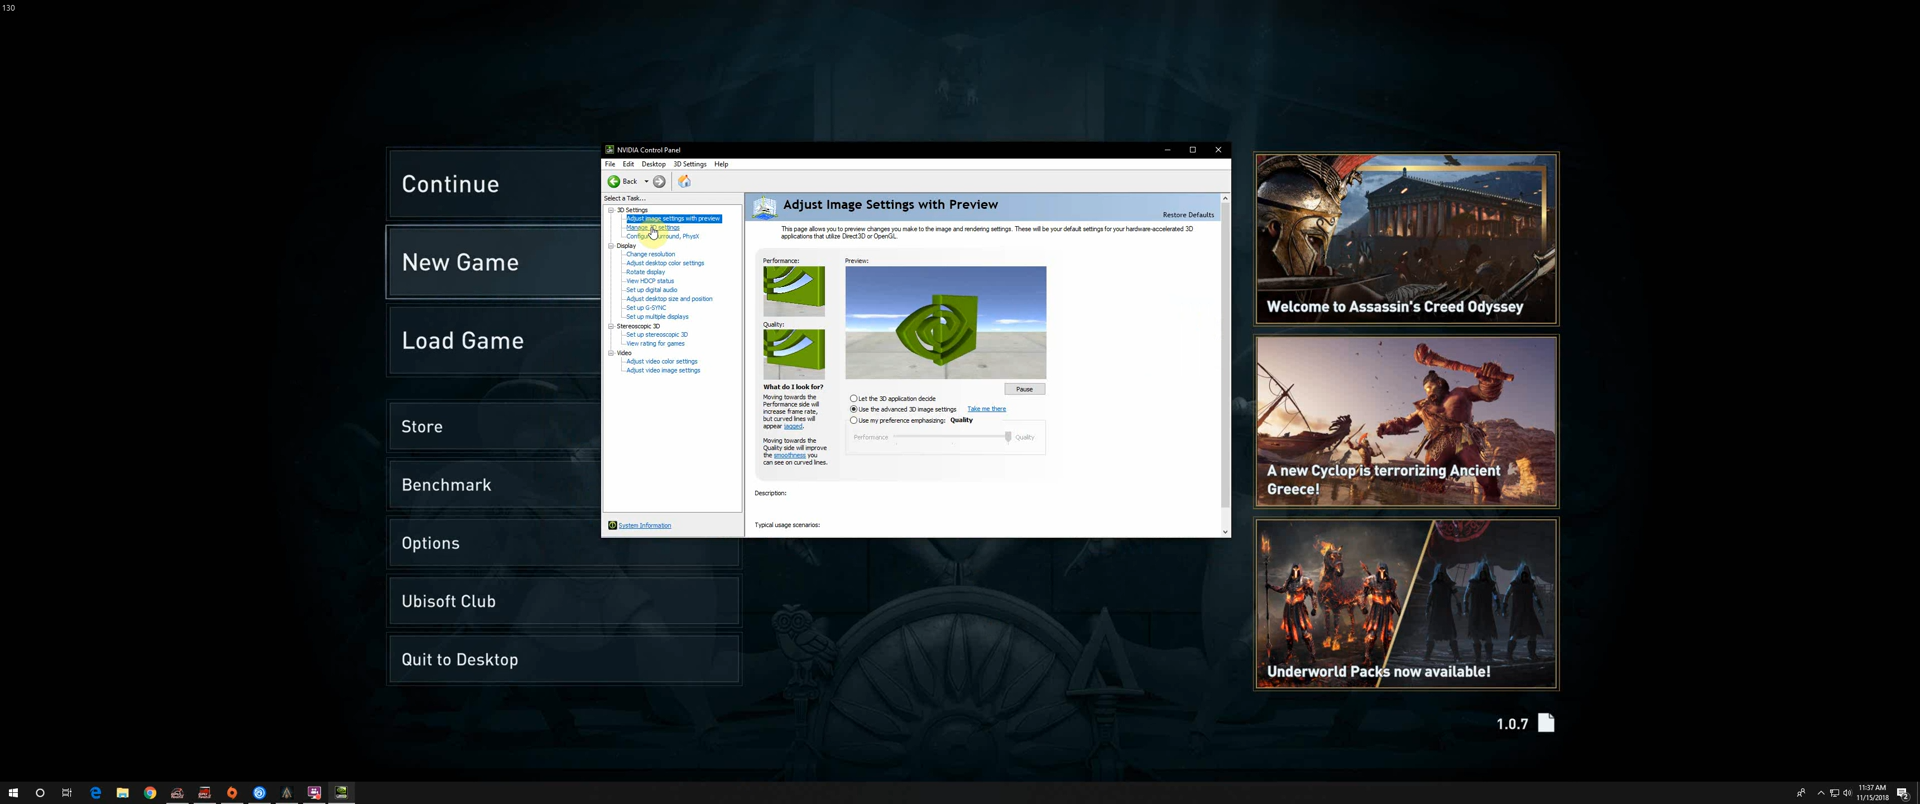 130
Continue
New Game
Load Game
Store
Benchmark
Options
Ubisoft Club
Quit to Desktop
NVIDIA Control Panel
File Edit Desktop 3D Settings Help
Back
Select a Task...
3D Settings
Adjust image settings with preview
Manage 3D settings
Configure Surround, PhysX
Display
Change resolution
Adjust desktop color settings
Rotate display
View HDCP status
Set up digital audio
Adjust desktop size and position
Set up G-SYNC
Set up multiple displays
Stereoscopic 3D
Set up stereoscopic 3D
View rating for games
Video
Adjust video color settings
Adjust video image settings
System Information
Adjust Image Settings with Preview
Restore Defaults
This page allows you to preview changes you make to the image and rendering settings. These will be your default settings for your hardware-accelerated 3D
applications that utilize Direct3D or OpenGL.
Performance:
Quality:
What do I look for?
Moving towards the
Performance side will
increase frame rate,
but curved lines will
appear jagged.
Moving towards the
Quality side will improve
the smoothness you
can see on curved lines.
Preview:
Pause
Let the 3D application decide
Use the advanced 3D image settings Take me there
Use my preference emphasizing: Quality
Performance Quality
Description:
Typical usage scenarios:
Welcome to Assassin's Creed Odyssey
A new Cyclop is terrorizing Ancient
Greece!
Underworld Packs now available!
1.0.7
11:37 AM
11/15/2018
2